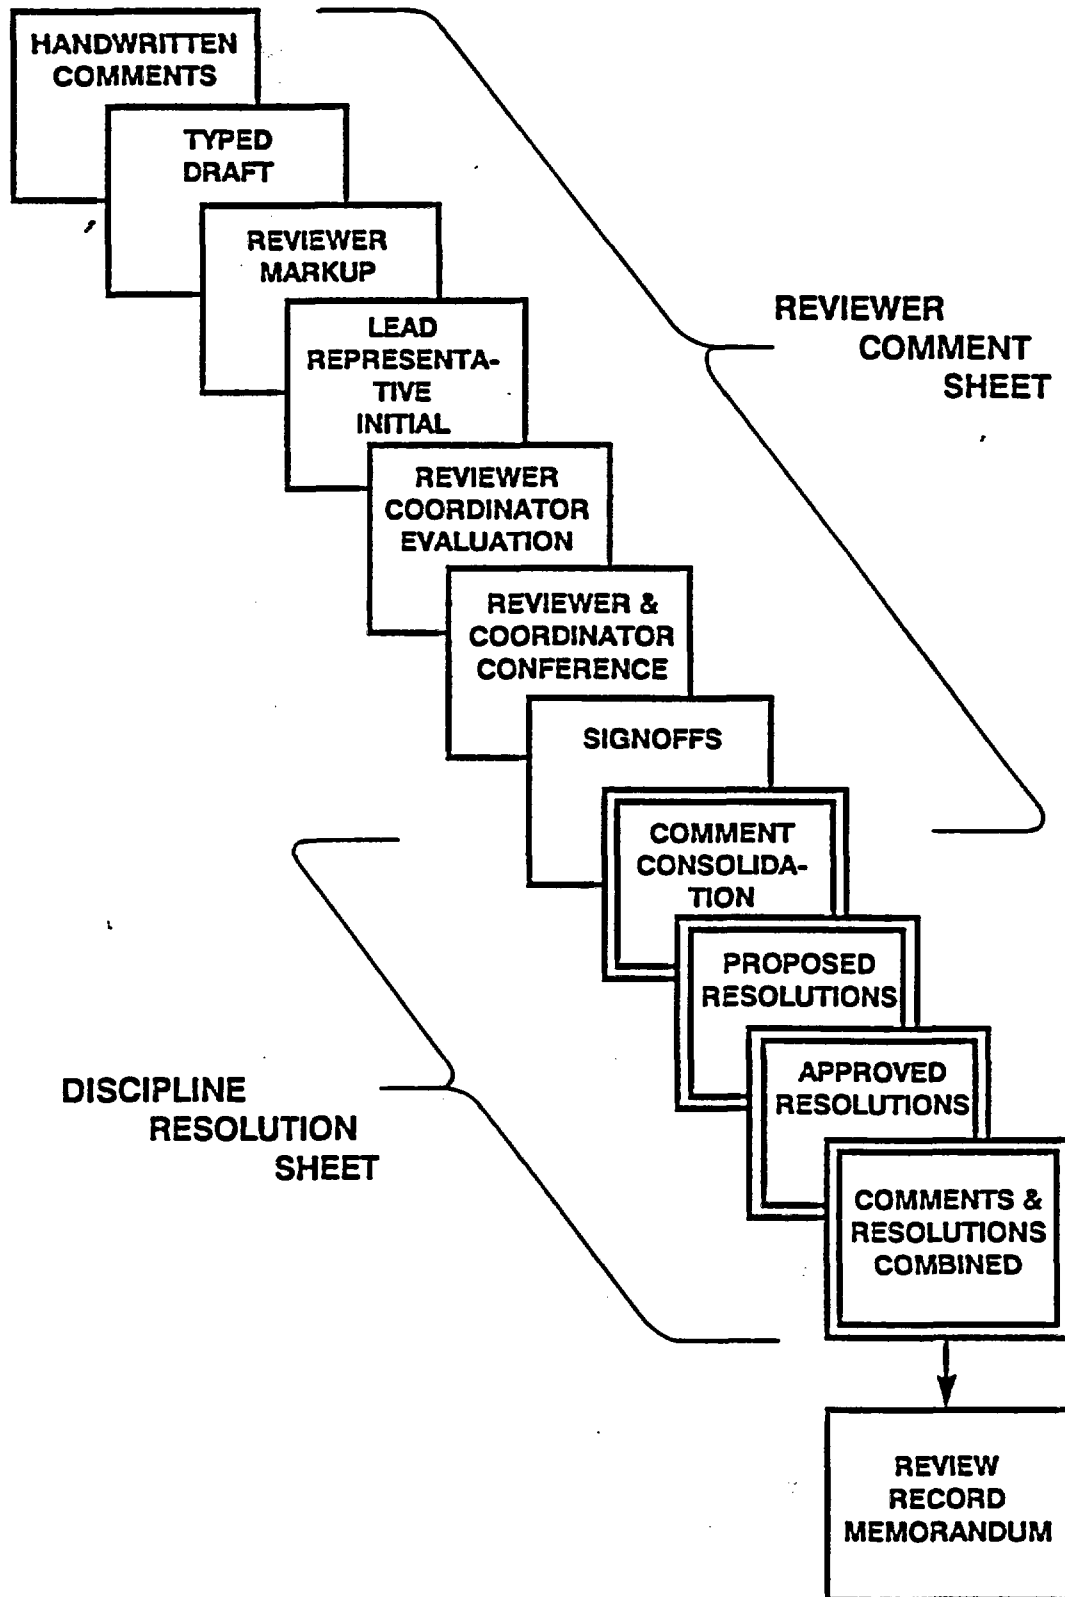 HANDWRITTEN
COMMENTS
TYPED
DRAFT
REVIEWER
MARKUP
LEAD
REPRESENTA-
TIVE
INITIAL
REVIEWER
COORDINATOR
EVALUATION
REVIEWER &
COORDINATOR
CONFERENCE
SIGNOFFS
REVIEWER
COMMENT
SHEET
COMMENT
CONSOLIDA-
TION
PROPOSED
RESOLUTIONS
APPROVED
RESOLUTIONS
COMMENTS &
RESOLUTIONS
COMBINED
DISCIPLINE
RESOLUTION
SHEET
REVIEW
RECORD
MEMORANDUM